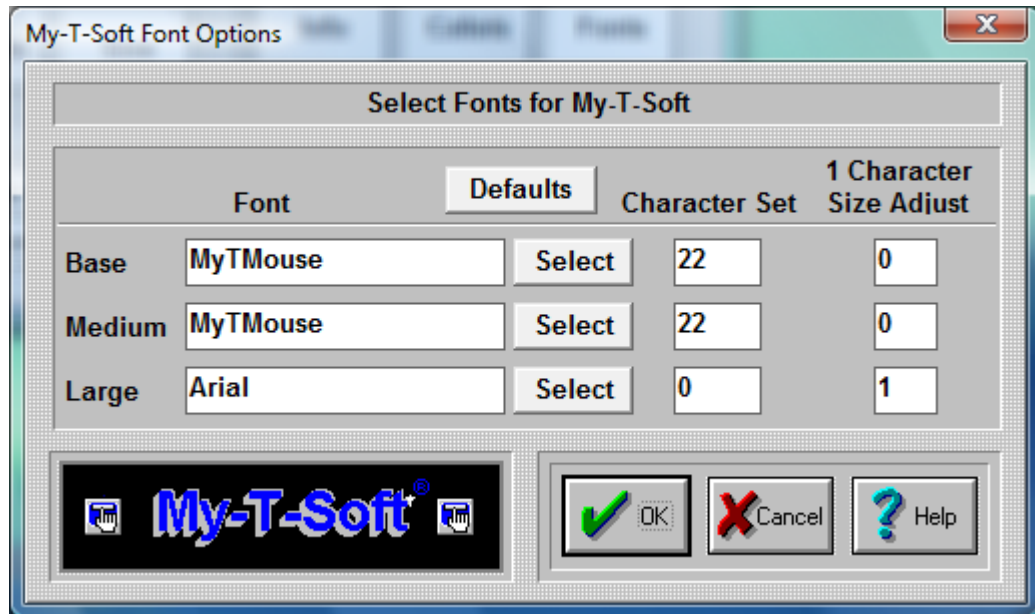 My-T-Soft Font Options
Select Fonts for My-T-Soft
Font Defaults Character Set 1 Character Size Adjust
Base MyTMouse Select 22 0
Medium MyTMouse Select 22 0
Large Arial Select 0 1
My-T-Soft®
OK Cancel Help